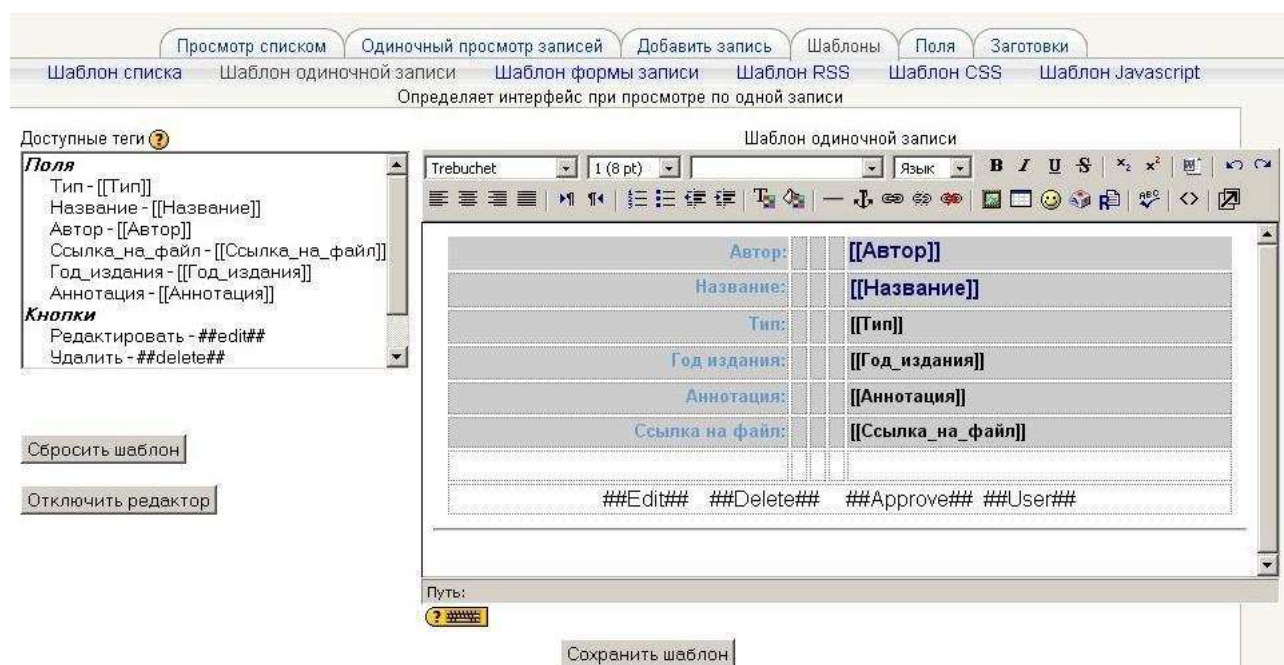 Просмотр списком Одиночный просмотр записей Добавить запись Шаблоны Поля Заготовки
Шаблон списка Шаблон одиночной записи Шаблон формы записи Шаблон RSS Шаблон CSS Шаблон Javascript
Определяет интерфейс при просмотре по одной записи
Доступные теги ?
Шаблон одиночной записи
Поля
Тип - [[Тип]]
Название - [[Название]]
Автор - [[Автор]]
Ссылка_на_файл - [[Ссылка_на_файл]]
Год_издания - [[Год_издания]]
Аннотация - [[Аннотация]]
Кнопки
Редактировать - ##edit##
Удалить - ##delete##
Сбросить шаблон
Отключить редактор
Trebuchet 1 (8 pt) Язык B I U S
Автор: [[Автор]]
Название: [[Название]]
Тип: [[Тип]]
Год издания: [[Год_издания]]
Аннотация: [[Аннотация]]
Ссылка на файл: [[Ссылка_на_файл]]
##Edit## ##Delete## ##Approve## ##User##
Путь:
?
Сохранить шаблон